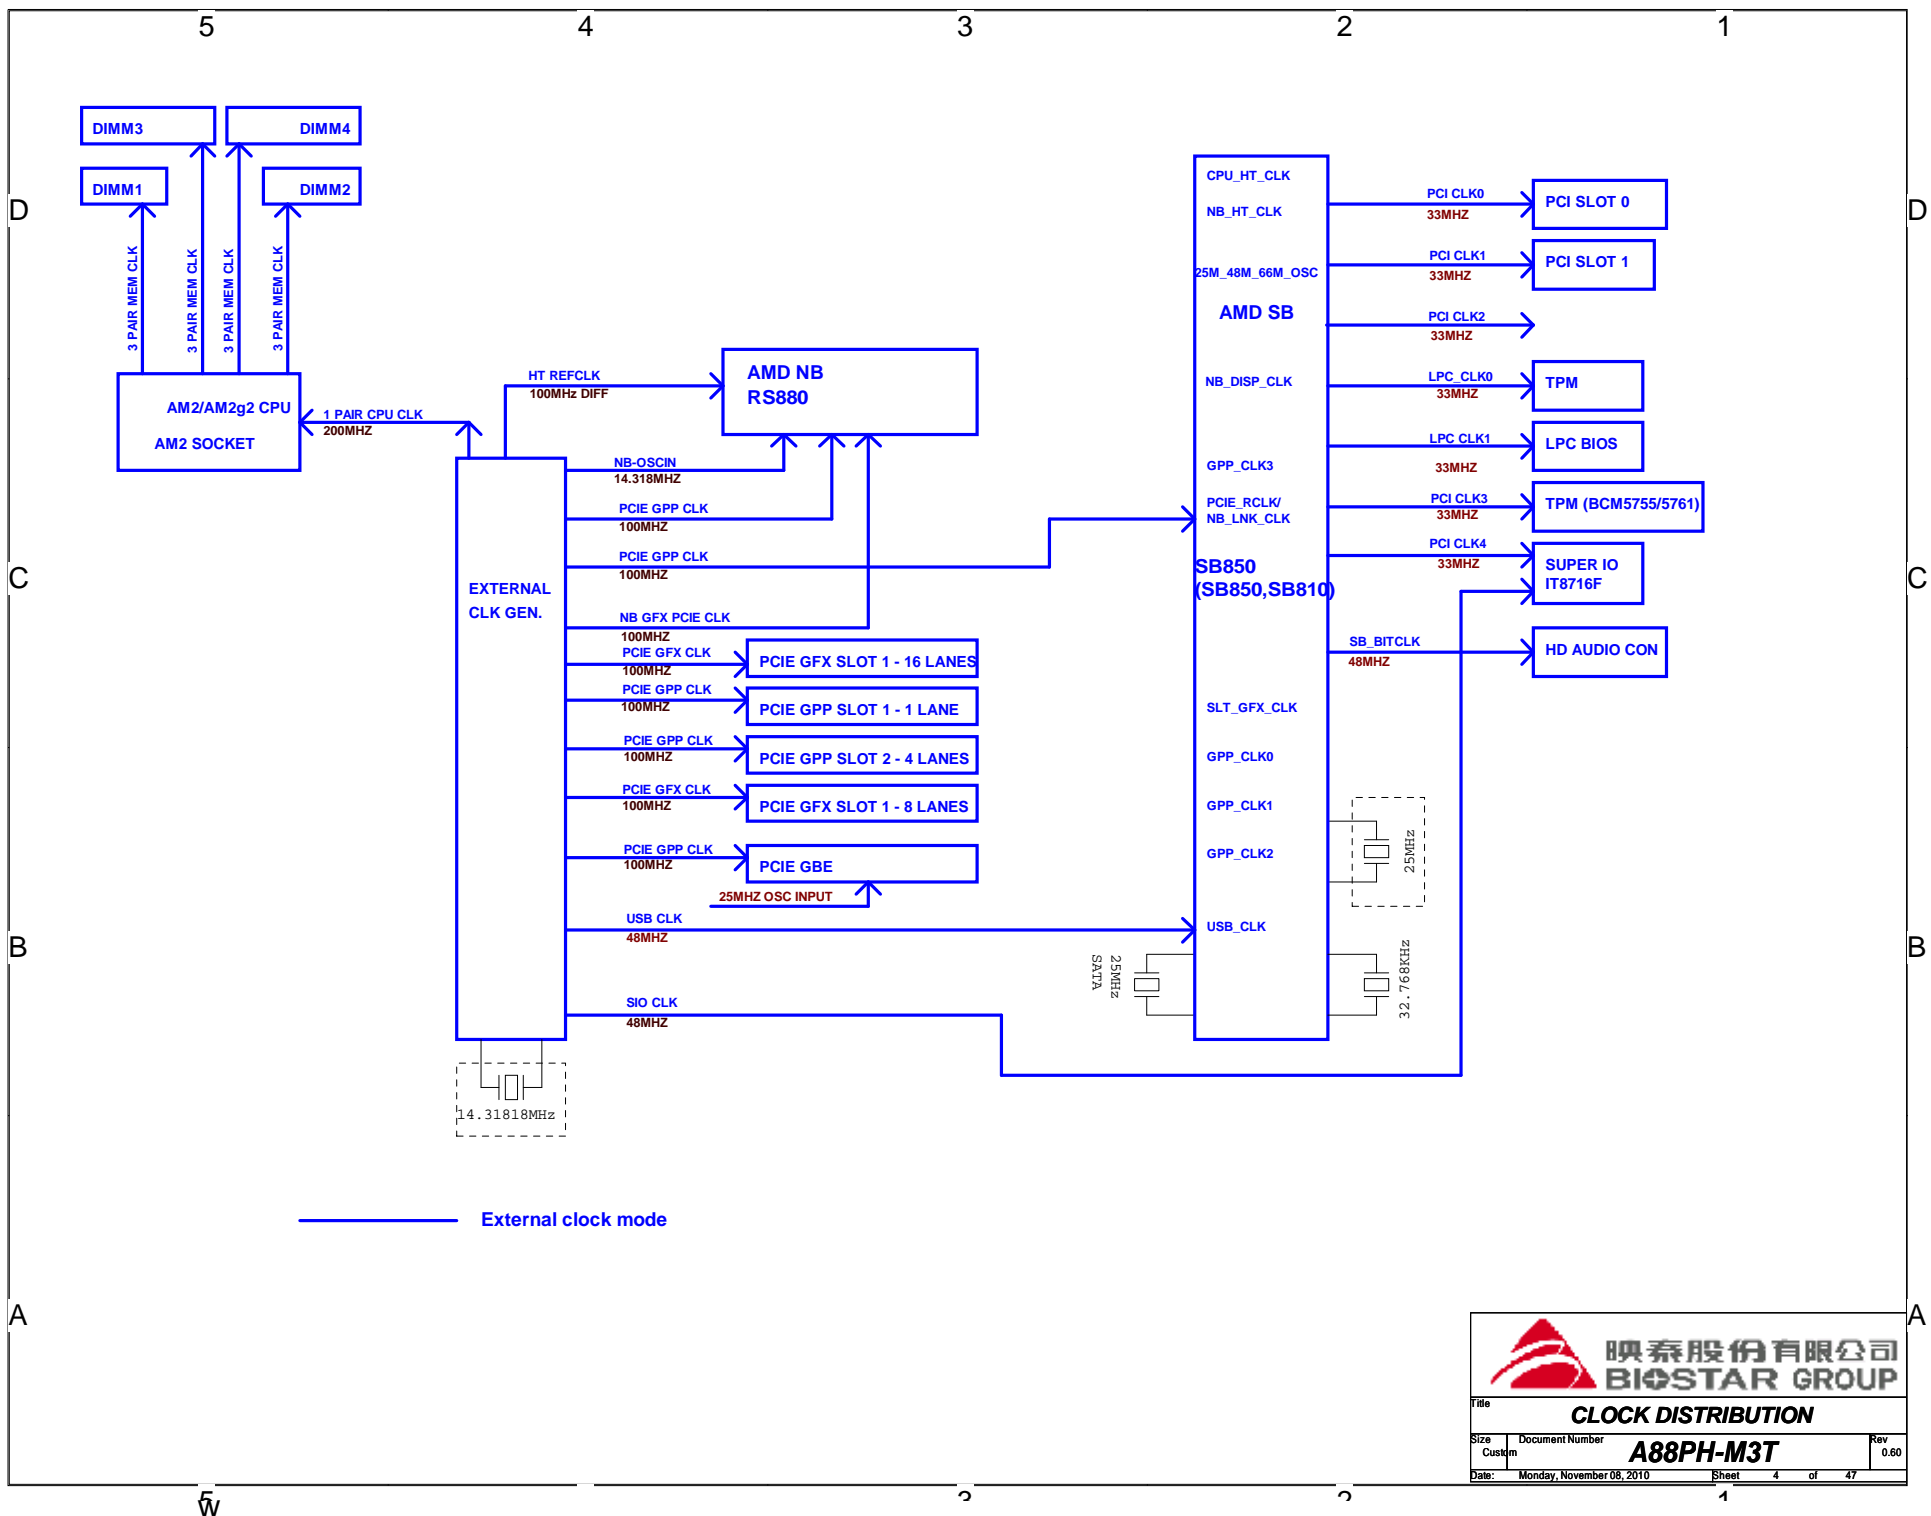 5
4
3
2
1
D
D
C
C
B
B
A
A
DIMM3
DIMM4
DIMM1
DIMM2
3 PAIR MEM CLK
3 PAIR MEM CLK
3 PAIR MEM CLK
3 PAIR MEM CLK
AM2/AM2g2 CPU
AM2 SOCKET
1 PAIR CPU CLK
200MHZ
HT REFCLK
100MHz DIFF
AMD NB
RS880
EXTERNAL
CLK GEN.
NB-OSCIN
14.318MHZ
PCIE GPP CLK
100MHZ
PCIE GPP CLK
100MHZ
NB GFX PCIE CLK
100MHZ
PCIE GFX CLK
100MHZ
PCIE GFX SLOT 1 - 16 LANES
PCIE GPP CLK
100MHZ
PCIE GPP SLOT 1 - 1 LANE
PCIE GPP CLK
100MHZ
PCIE GPP SLOT 2 - 4 LANES
PCIE GFX CLK
100MHZ
PCIE GFX SLOT 1 - 8 LANES
PCIE GPP CLK
100MHZ
PCIE GBE
25MHZ OSC INPUT
USB CLK
48MHZ
SIO CLK
48MHZ
14.31818MHz
CPU_HT_CLK
NB_HT_CLK
25M_48M_66M_OSC
AMD SB
NB_DISP_CLK
GPP_CLK3
PCIE_RCLK/
NB_LNK_CLK
SB850
(SB850,SB810)
SLT_GFX_CLK
GPP_CLK0
GPP_CLK1
GPP_CLK2
USB_CLK
25MHz
SATA
25MHz
32.768KHz
PCI CLK0
33MHZ
PCI SLOT 0
PCI CLK1
33MHZ
PCI SLOT 1
PCI CLK2
33MHZ
LPC_CLK0
33MHZ
TPM
LPC CLK1
33MHZ
LPC BIOS
PCI CLK3
33MHZ
TPM (BCM5755/5761)
PCI CLK4
33MHZ
SUPER IO
IT8716F
SB_BITCLK
48MHZ
HD AUDIO CON
External clock mode
映泰股份有限公司
BIOSTAR GROUP
Title
CLOCK DISTRIBUTION
Size
Document Number
Rev
Custom
A88PH-M3T
0.60
Date:
Monday, November 08, 2010
Sheet 4 of 47
5
W
3
2
1